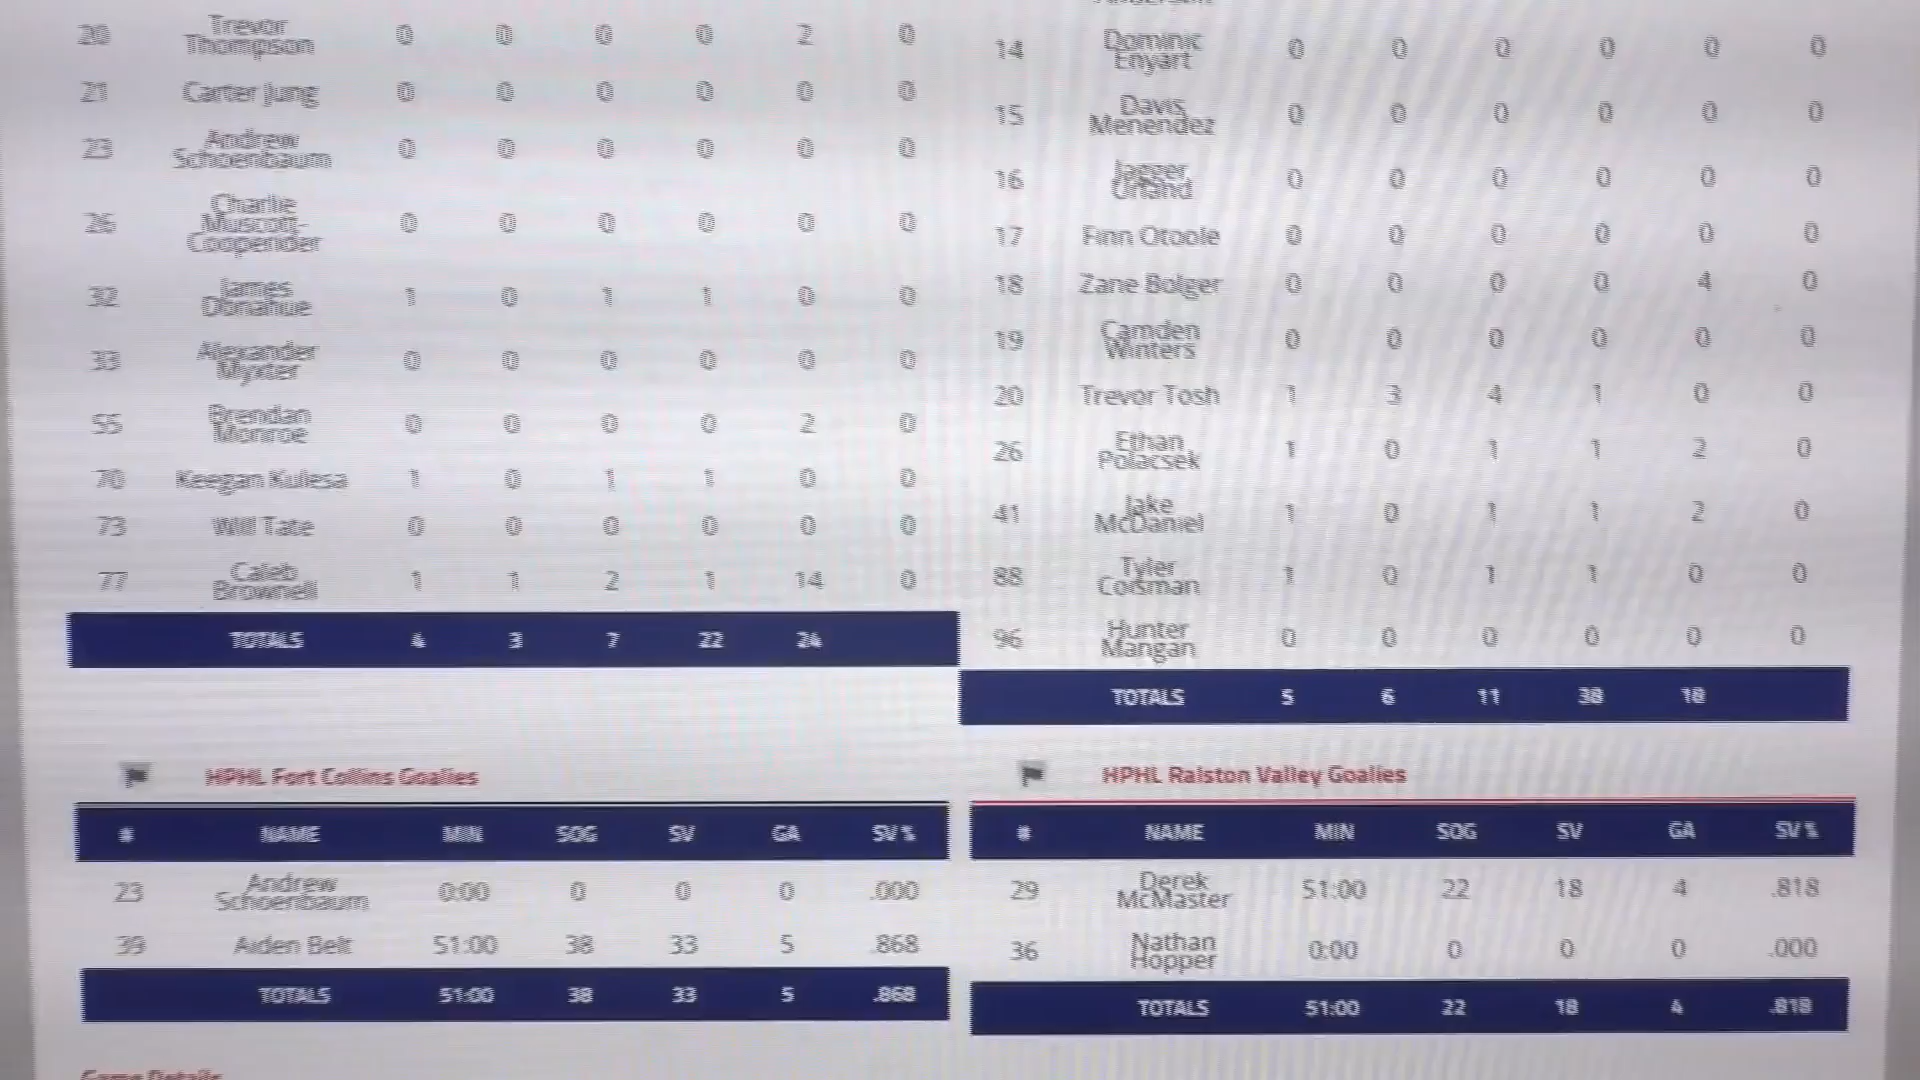 20 Trevor Thompson 0 0 0 0 2 0
21 Carter Jung 0 0 0 0 0 0
23 Andrew Schoenbaum 0 0 0 0 0 0
26 Charlie Muscott-Coopender 0 0 0 0 0 0
32 James Donahue 1 0 1 1 0 0
33 Alexander Myxter 0 0 0 0 0 0
55 Brendan Monroe 0 0 0 0 2 0
70 Keegan Kulesa 1 0 1 1 0 0
73 Will Tate 0 0 0 0 0 0
77 Caleb Brownell 1 1 2 1 14 0
TOTALS 4 3 7 22 24
14 Dominic Enyart 0 0 0 0 0 0
15 Davis Menendez 0 0 0 0 0 0
16 Jagger 0 0 0 0 0 0
17 Finn Otoole 0 0 0 0 0 0
18 Zane Bolger 0 0 0 0 4 0
19 Camden Winters 0 0 0 0 0 0
20 Trevor Tosh 1 3 4 1 0 0
26 Ethan Polacsek 1 0 1 1 2 0
41 Jake McDaniel 1 0 1 1 2 0
88 Tyler Colsman 1 0 1 1 0 0
96 Hunter Mangan 0 0 0 0 0 0
TOTALS 5 6 11 38 18
HPHL Fort Collins Goalies
# NAME MIN SOG SV GA SV %
23 Andrew Schoenbaum 0:00 0 0 0 .000
39 Aiden Belt 51:00 38 33 5 .868
TOTALS 51:00 38 33 5 .868
HPHL Ralston Valley Goalies
# NAME MIN SOG SV GA SV %
29 Derek McMaster 51:00 22 18 4 .818
36 Nathan Hopper 0:00 0 0 0 .000
TOTALS 51:00 22 18 4 .818
Game Details